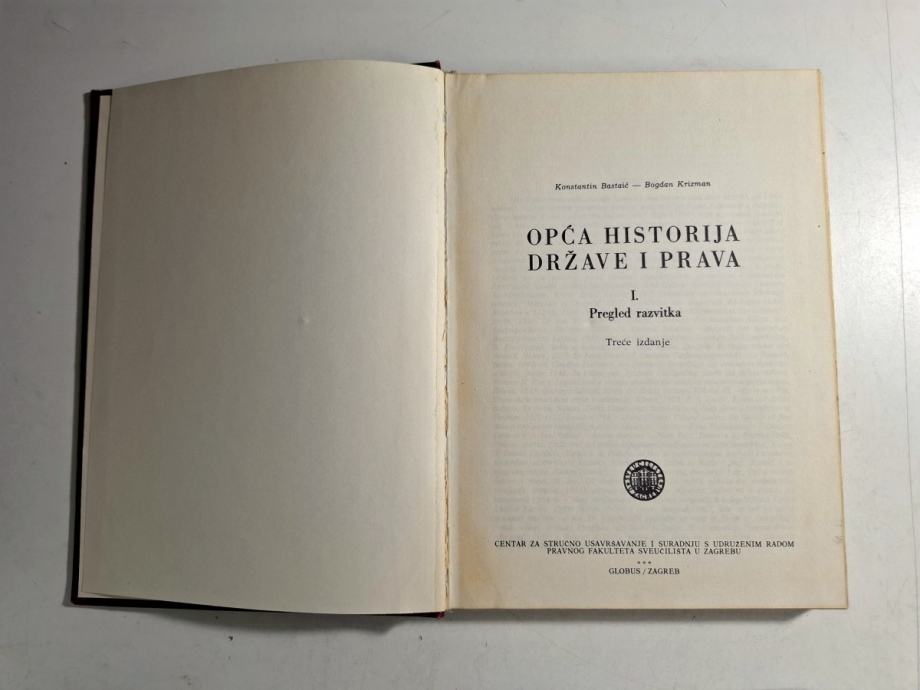 Konstantin Bastaić — Bogdan Krizman
OPĆA HISTORIJA
DRŽAVE I PRAVA
I.
Pregled razvitka
Treće izdanje
CENTAR ZA STRUČNO USAVRŠAVANJE I SURADNJU S UDRUŽENIM RADOM
PRAVNOG FAKULTETA SVEUČILIŠTA U ZAGREBU
***
GLOBUS / ZAGREB